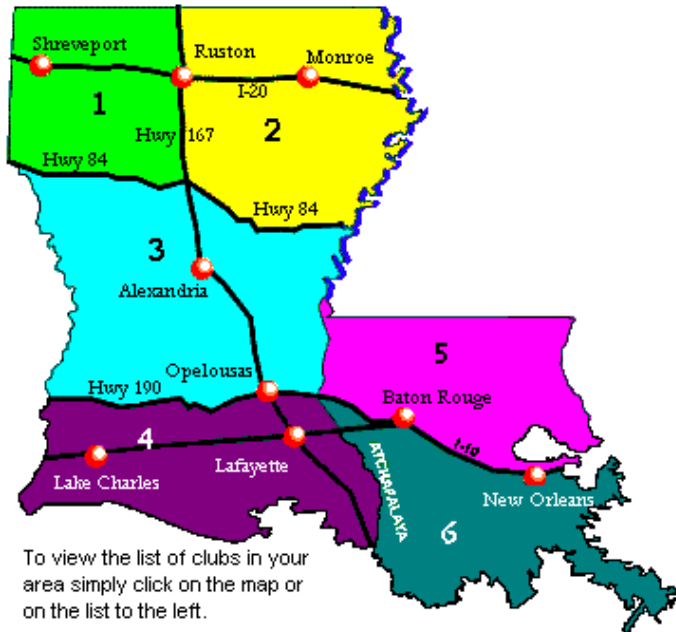 Shreveport
Ruston
Monroe
I-20
1
Hwy 167
2
Hwy 84
Hwy 84
3
Alexandria
5
Opelousas
Hwy 190
Baton Rouge
4
I-10
Lafayette
ATCHAFALAYA
Lake Charles
New Orleans
6
To view the list of clubs in your
area simply click on the map or
on the list to the left.